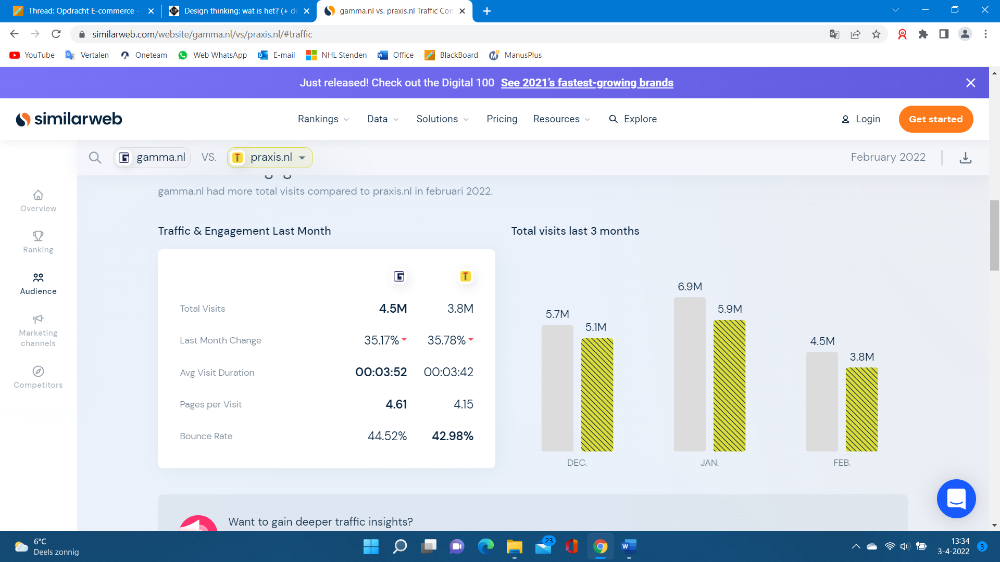 Thread: Opdracht E-commerce -
Design thinking: wat is het? (+ de
gamma.nl vs. praxis.nl Traffic Com
similarweb.com/website/gamma.nl/vs/praxis.nl/#traffic
YouTube Vertalen Oneteam Web WhatsApp E-mail NHL Stenden Office BlackBoard ManusPlus
Just released! Check out the Digital 100 See 2021's fastest-growing brands
similarweb Rankings Data Solutions Pricing Resources Explore Login Get started
gamma.nl VS. praxis.nl February 2022
gamma.nl had more total visits compared to praxis.nl in februari 2022.
Overview
Ranking
Audience
Marketing
channels
Competitors
Traffic & Engagement Last Month
Total Visits 4.5M 3.8M
Last Month Change 35.17% 35.78%
Avg Visit Duration 00:03:52 00:03:42
Pages per Visit 4.61 4.15
Bounce Rate 44.52% 42.98%
Total visits last 3 months
5.7M 5.1M 6.9M 5.9M 4.5M 3.8M
DEC. JAN. FEB.
Want to gain deeper traffic insights?
6°C
Deels zonnig
23
13:34
3-4-2022
3